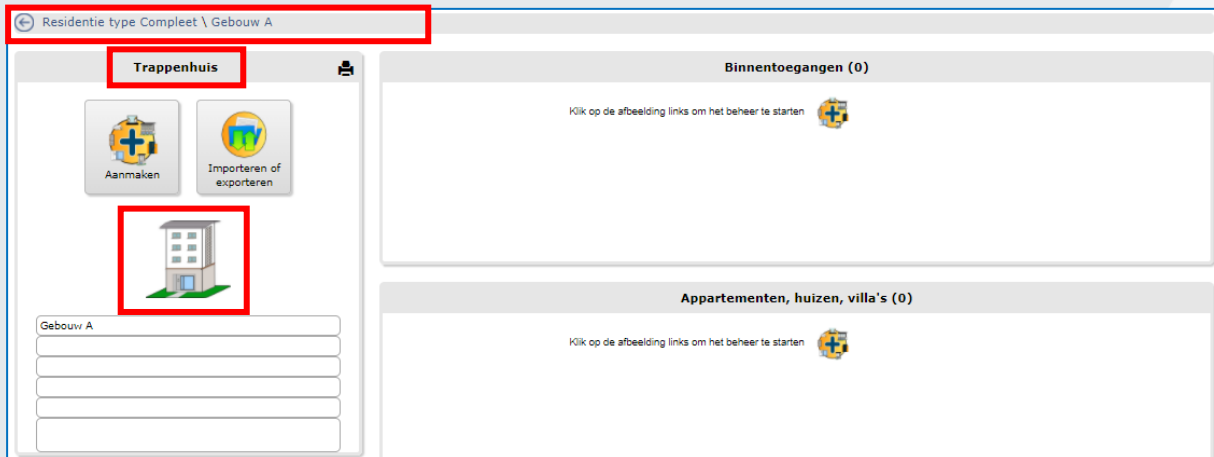 Residentie type Compleet \ Gebouw A
Trappenhuis
Aanmaken
Importeren of
exporteren
Gebouw A
Binnentoegangen (0)
Klik op de afbeelding links om het beheer te starten
Appartementen, huizen, villa's (0)
Klik op de afbeelding links om het beheer te starten